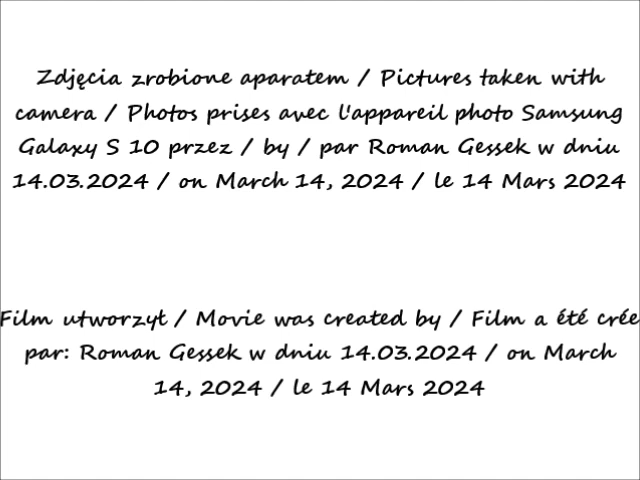 Zdjęcia zrobione aparatem / Pictures taken with
camera / Photos prises avec l'appareil photo Samsung
Galaxy S 10 przez / by / par Roman Gessek w dniu
14.03.2024 / on March 14, 2024 / le 14 Mars 2024
Film utworzył / Movie was created by / Film a été crée
par: Roman Gessek w dniu 14.03.2024 / on March
14, 2024 / le 14 Mars 2024